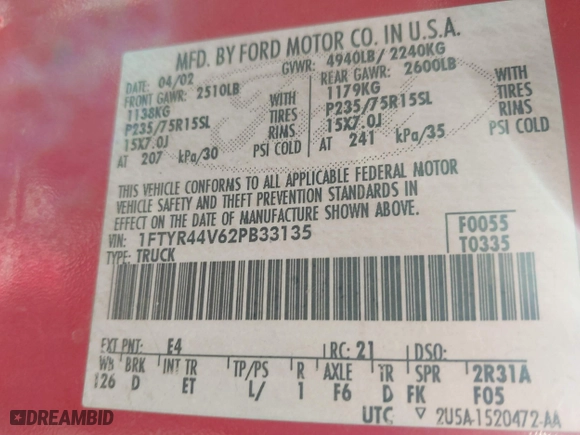 MFD. BY FORD MOTOR CO. IN U.S.A.
DATE: 04/02 GVWR: 4940LB/ 2240KG
FRONT GAWR: 2510LB REAR GAWR: 2600LB
1138KG WITH 1179KG WITH
P235/75R15SL TIRES P235/75R15SL TIRES
15X7.0J RIMS 15X7.0J RIMS
AT 207 kPa/30 PSI COLD AT 241 kPa/35 PSI COLD
THIS VEHICLE CONFORMS TO ALL APPLICABLE FEDERAL MOTOR
VEHICLE SAFETY AND THEFT PREVENTION STANDARDS IN
EFFECT ON THE DATE OF MANUFACTURE SHOWN ABOVE.
VIN: 1FTYR44V62PB33135 F0055
TYPE: TRUCK T0335
EXT PNT: E4 RC: 21 DSO:
WB BRK INT TR TP/PS R AXLE TR SPR 2R31A
126 D ET L/ 1 F6 D FK F05
UTC ▽ 2U5A-1520472-AA
DREAMBID